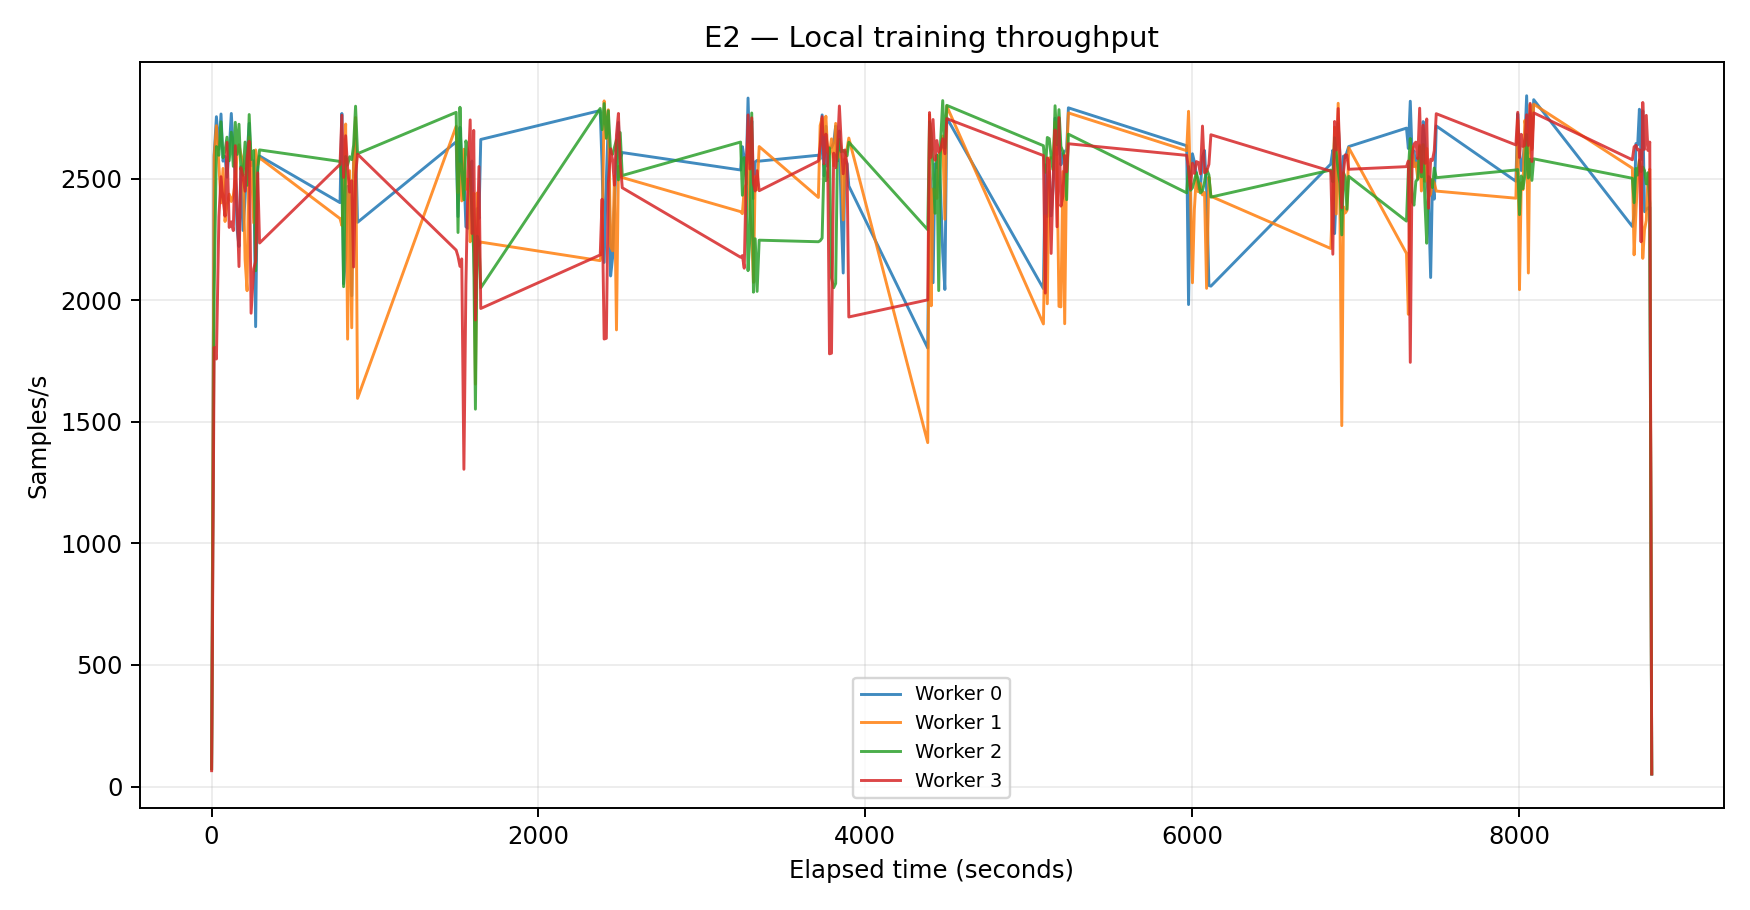 E2 — Local training throughput
Samples/s
2500
2000
1500
1000
500
0
0 2000 4000 6000 8000
Elapsed time (seconds)
Worker 0
Worker 1
Worker 2
Worker 3